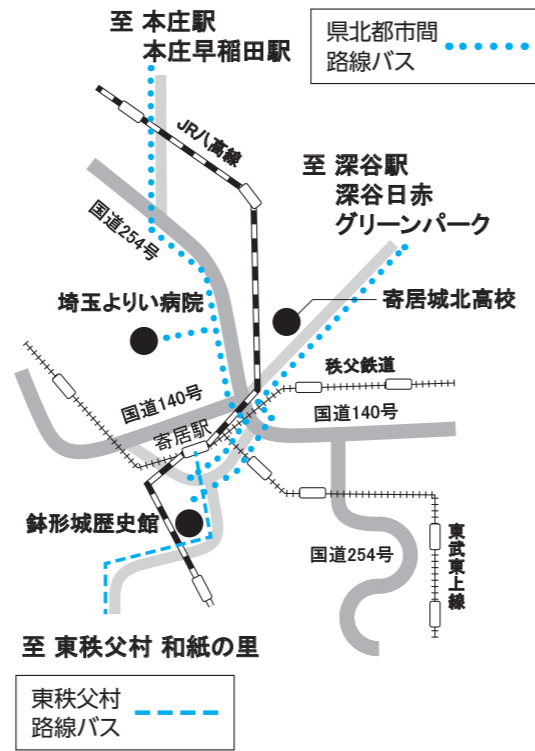 至 本庄駅
本庄早稲田駅
県北都市間
路線バス
JR八高線
至 深谷駅
深谷日赤
グリーンパーク
国道254号
埼玉よりい病院
寄居城北高校
秩父鉄道
国道140号
国道140号
寄居駅
鉢形城歴史館
国道254号
東武東上線
至 東秩父村 和紙の里
東秩父村
路線バス